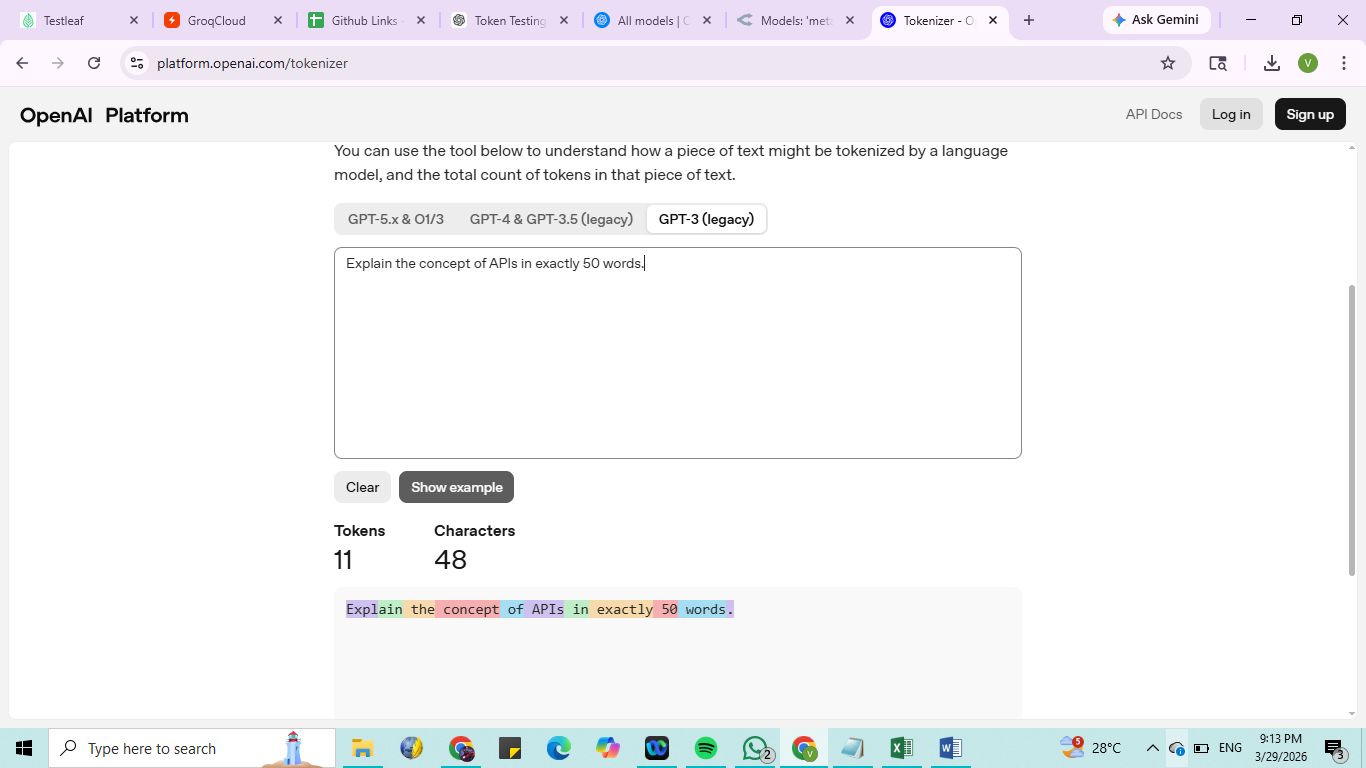 Testleaf
GroqCloud
Github Links -
Token Testing
All models | C
Models: 'meta
Tokenizer - O
Ask Gemini
platform.openai.com/tokenizer
V
OpenAI Platform
API Docs
Log in
Sign up
You can use the tool below to understand how a piece of text might be tokenized by a language
model, and the total count of tokens in that piece of text.
GPT-5.x & O1/3
GPT-4 & GPT-3.5 (legacy)
GPT-3 (legacy)
Explain the concept of APIs in exactly 50 words.
Clear
Show example
Tokens
Characters
11
48
Explain the concept of APIs in exactly 50 words.
Type here to search
2
V
5
28°C
ENG
9:13 PM
3/29/2026
3